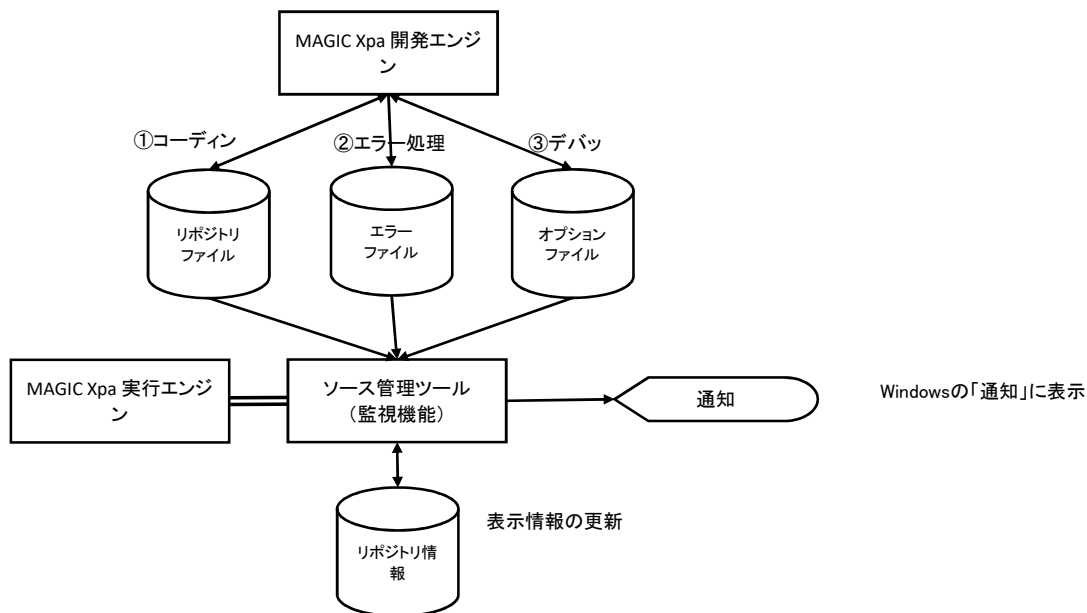 MAGIC Xpa 開発エンジ
ン
①コーディン
②エラー処理
③デバッ
リポジトリ
ファイル
エラー
ファイル
オプション
ファイル
MAGIC Xpa 実行エンジ
ン
ソース管理ツール
（監視機能）
通知
Windowsの「通知」に表示
表示情報の更新
リポジトリ情
報